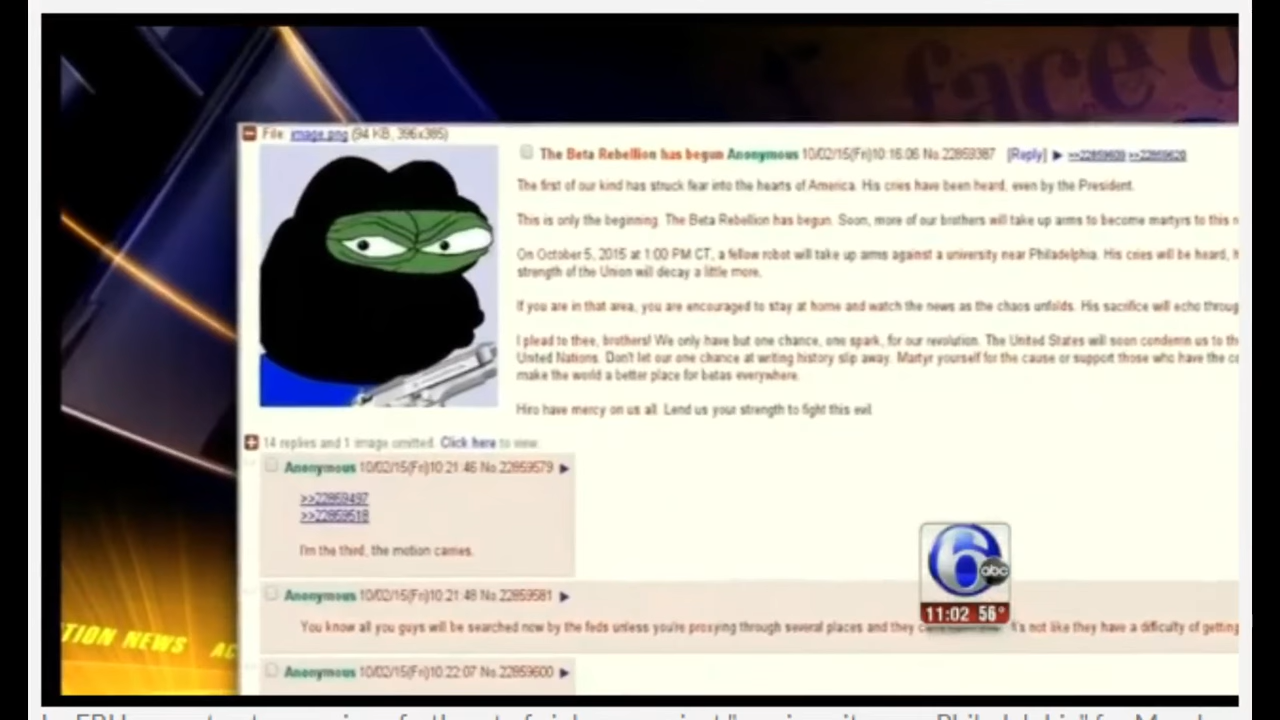 face o
File: image.png (94 KB, 396x385)
The Beta Rebellion has begun Anonymous 10/02/15(Fri)10:16:06 No.22859387 [Reply] ▶
The first of our kind has struck fear into the hearts of America. His cries have been heard, even by the President.
This is only the beginning. The Beta Rebellion has begun. Soon, more of our brothers will take up arms to become martyrs to this
On October 5, 2015 at 1:00 PM CT, a fellow robot will take up arms against a university near Philadelphia. His cries will be heard,
strength of the Union will decay a little more.
If you are in that area, you are encouraged to stay at home and watch the news as the chaos unfolds. His sacrifice will echo throug
I plead to thee, brothers! We only have but one chance, one spark, for our revolution. The United States will soon condemn us to th
United Nations. Don't let our one chance at writing history slip away. Martyr yourself for the cause or support those who have the
make the world a better place for betas everywhere.
Hiro have mercy on us all. Lend us your strength to fight this evil
14 replies and 1 image omitted. Click here to view.
Anonymous 10/02/15(Fri)10:21:46 No.22859579 ▶
>>22859497
>>22859518
I'm the third, the motion carries.
Anonymous 10/02/15(Fri)10:21:48 No.22859581 ▶
You know all you guys will be searched now by the feds unless you're proxying through several places and they It's not like they have a difficulty of getting
Anonymous 10/02/15(Fri)10:22:07 No.22859600 ▶
6 abc
11:02 56°
TION NEWS AC